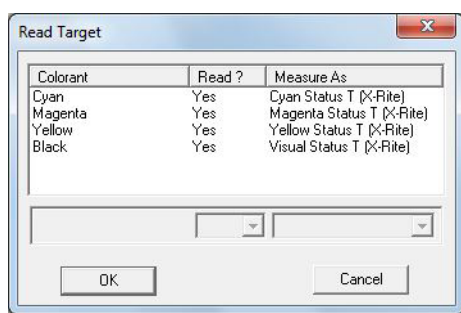 Read Target
Colorant Read ? Measure As
Cyan Yes Cyan Status T (X-Rite)
Magenta Yes Magenta Status T (X-Rite)
Yellow Yes Yellow Status T (X-Rite)
Black Yes Visual Status T (X-Rite)
OK Cancel